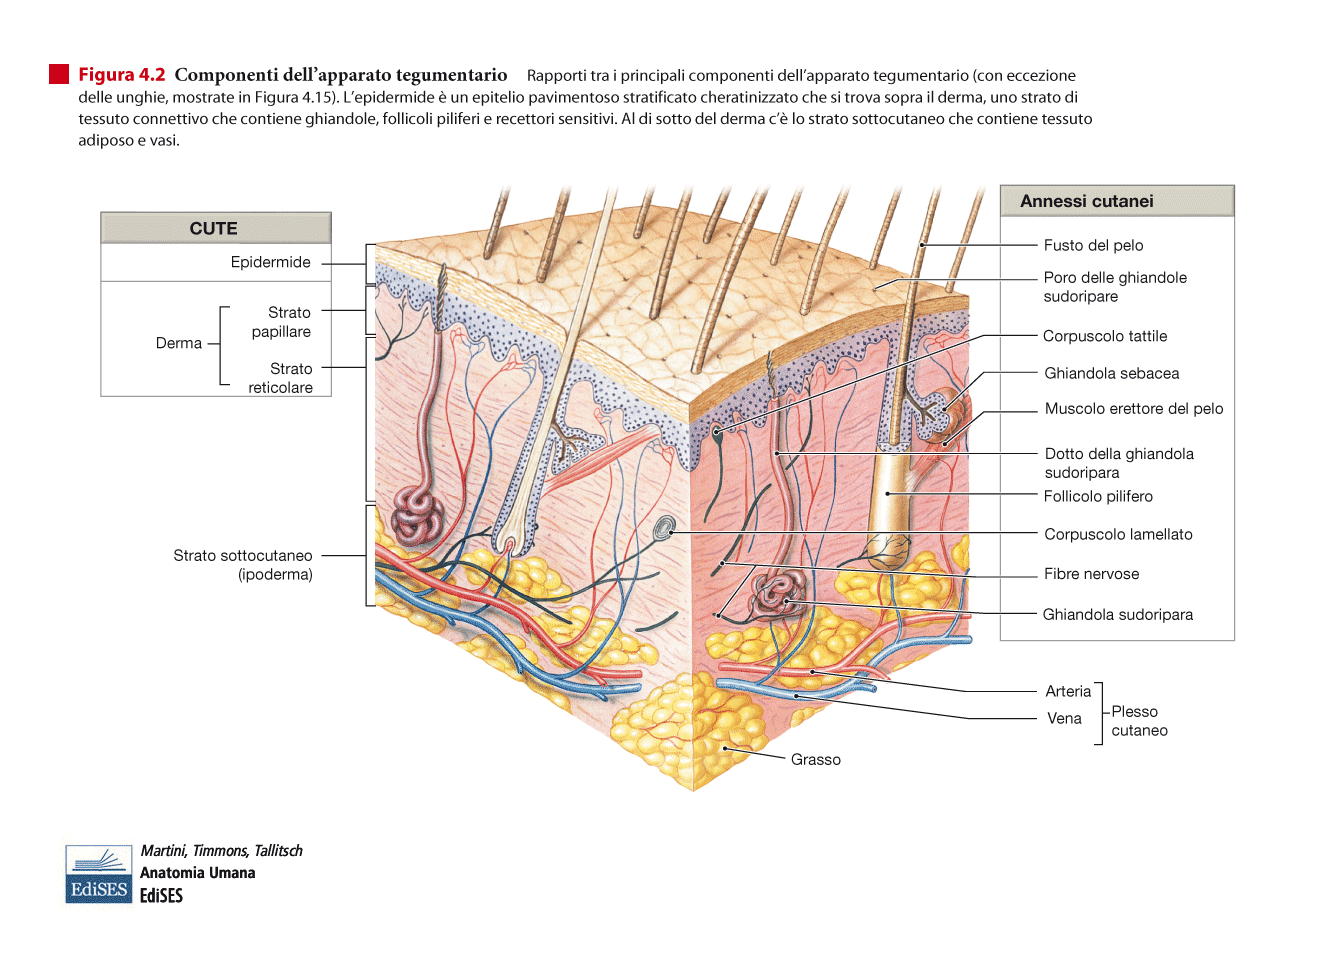 Figura 4.2 Componenti dell’apparato tegumentario Rapporti tra i principali componenti dell’apparato tegumentario (con eccezione
delle unghie, mostrate in Figura 4.15). L’epidermide è un epitelio pavimentoso stratificato cheratinizzato che si trova sopra il derma, uno strato di
tessuto connettivo che contiene ghiandole, follicoli piliferi e recettori sensitivi. Al di sotto del derma c’è lo strato sottocutaneo che contiene tessuto
adiposo e vasi.
CUTE
Epidermide
Strato
papillare
Derma
Strato
reticolare
Strato sottocutaneo
(ipoderma)
Annessi cutanei
Fusto del pelo
Poro delle ghiandole
sudoripare
Corpuscolo tattile
Ghiandola sebacea
Muscolo erettore del pelo
Dotto della ghiandola
sudoripara
Follicolo pilifero
Corpuscolo lamellato
Fibre nervose
Ghiandola sudoripara
Arteria
Vena
Plesso
cutaneo
Grasso
Martini, Timmons, Tallitsch
Anatomia Umana
EdiSES
EdiSES